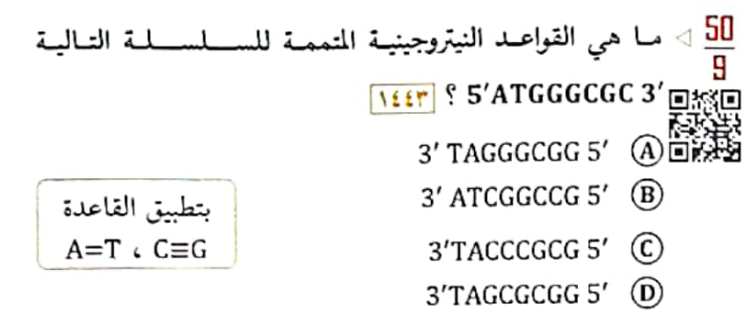 50
9
◁ ما هي القواعد النيتروجينية المتممة للسلسلة التالية
5′ATGGGCGC 3′ ؟ ١٤٤٣
A 3′ TAGGGCGG 5′
B 3′ ATCGGCCG 5′
C 3′TACCCGCG 5′
D 3′TAGCGCGG 5′
بتطبيق القاعدة
A=T ، C≡G